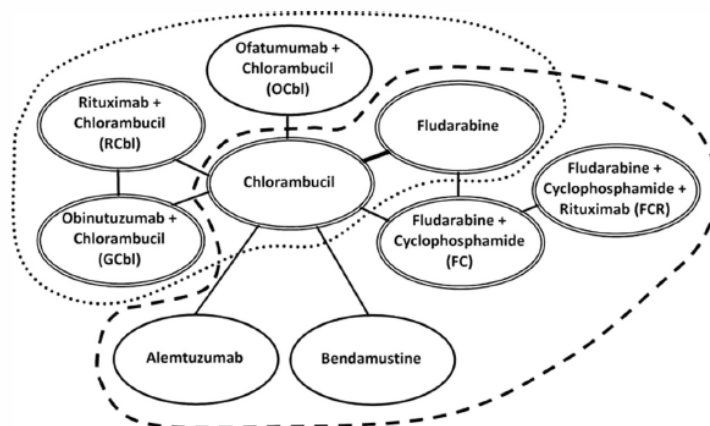 Ofatumumab +
Chlorambucil
(OCbl)
Rituximab +
Chlorambucil
(RCbl)
Fludarabine
Chlorambucil
Fludarabine +
Cyclophosphamide +
Rituximab (FCR)
Obinutuzumab +
Chlorambucil
(GCbl)
Fludarabine +
Cyclophosphamide
(FC)
Alemtuzumab
Bendamustine